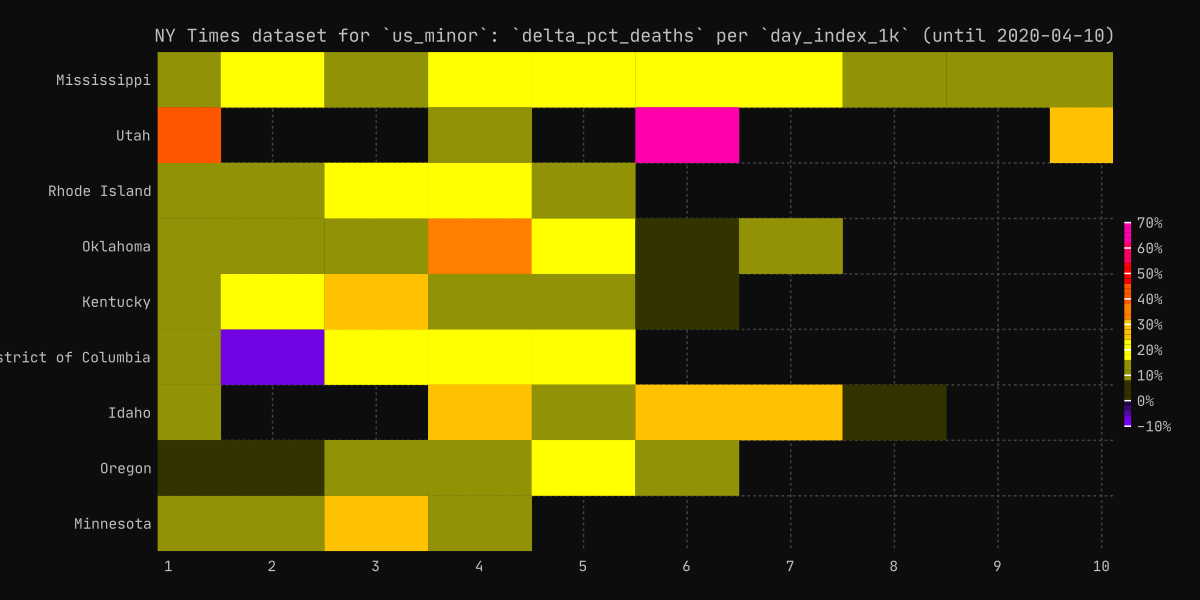 NY Times dataset for `us_minor`: `delta_pct_deaths` per `day_index_1k` (until 2020-04-10)
Mississippi
Utah
Rhode Island
Oklahoma
Kentucky
strict of Columbia
Idaho
Oregon
Minnesota
1 2 3 4 5 6 7 8 9 10
70%
60%
50%
40%
30%
20%
10%
0%
-10%